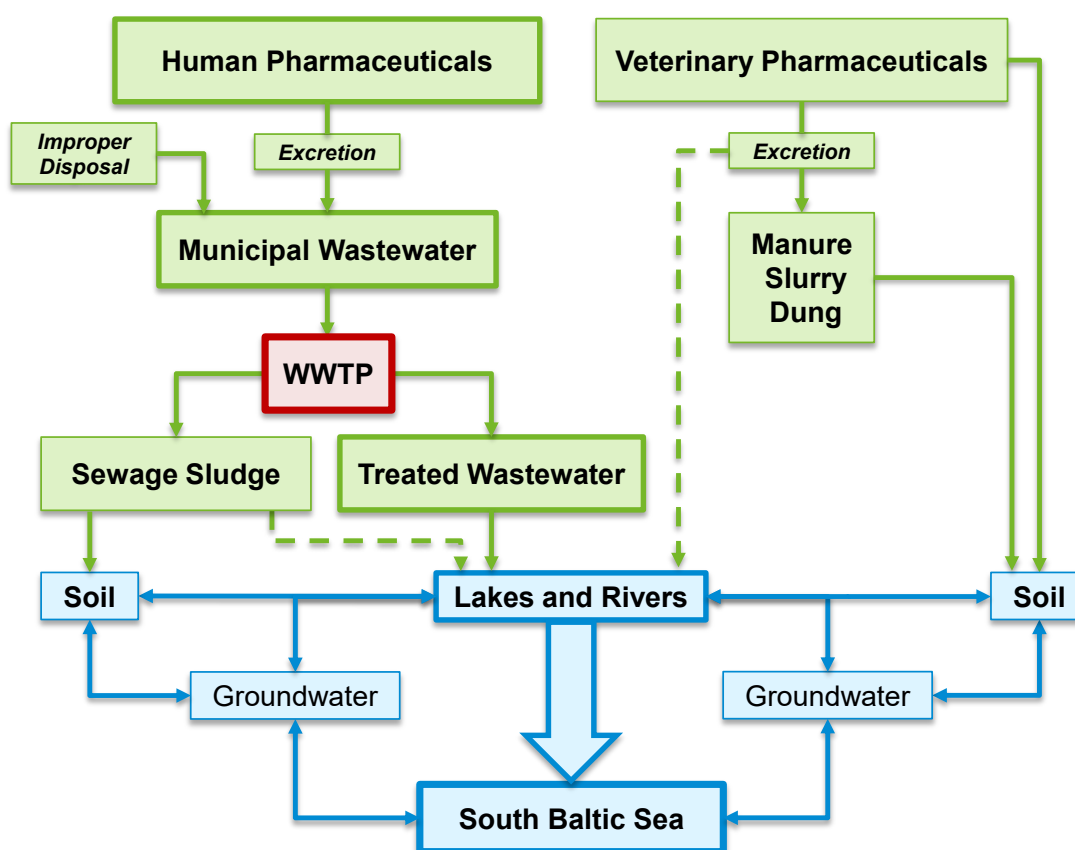 Human Pharmaceuticals
Veterinary Pharmaceuticals
Improper
Disposal
Excretion
Excretion
Municipal Wastewater
Manure
Slurry
Dung
WWTP
Sewage Sludge
Treated Wastewater
Soil
Lakes and Rivers
Soil
Groundwater
Groundwater
South Baltic Sea